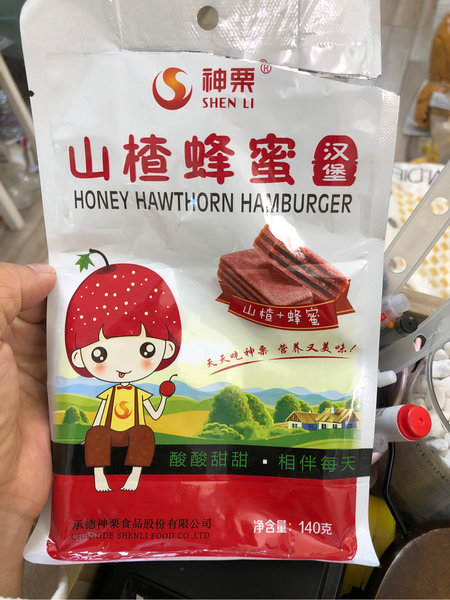 神栗®
SHEN LI
山楂蜂蜜汉堡
HONEY HAWTHORN HAMBURGER
山楂+蜂蜜
天天吃神栗 营养又美味！
S
酸酸甜甜·相伴每天
承德神栗食品股份有限公司
CHENGDE SHENLI FOOD CO.,LTD
净含量：140克